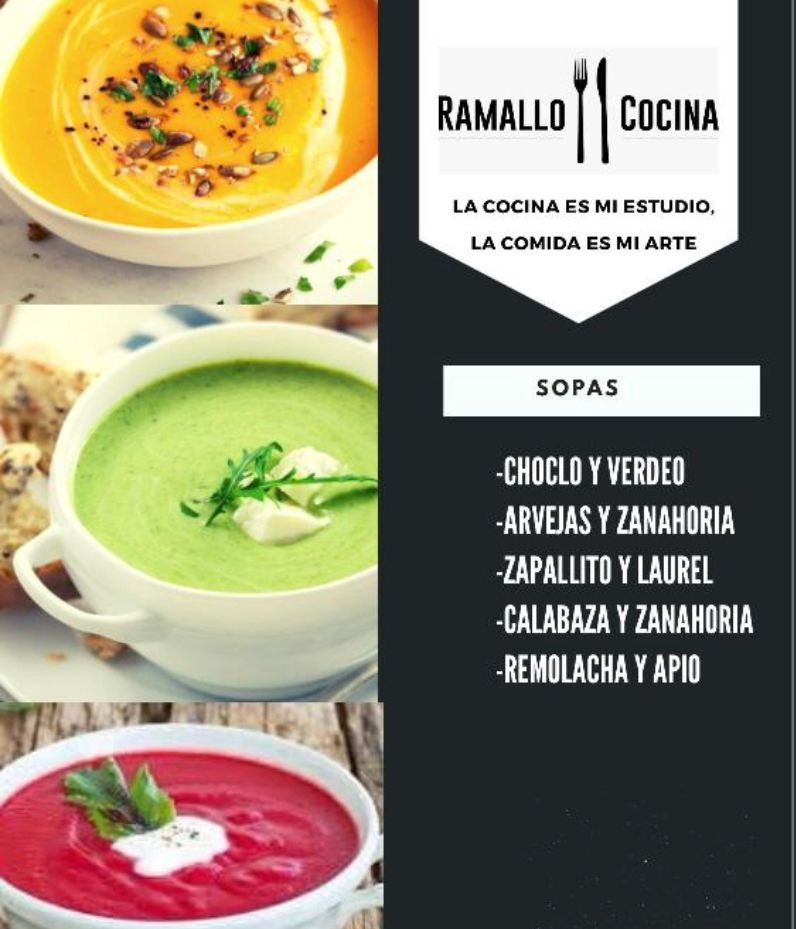 RAMALLO COCINA
LA COCINA ES MI ESTUDIO,
LA COMIDA ES MI ARTE
SOPAS
-CHOCLO Y VERDEO
-ARVEJAS Y ZANAHORIA
-ZAPALLITO Y LAUREL
-CALABAZA Y ZANAHORIA
-REMOLACHA Y APIO